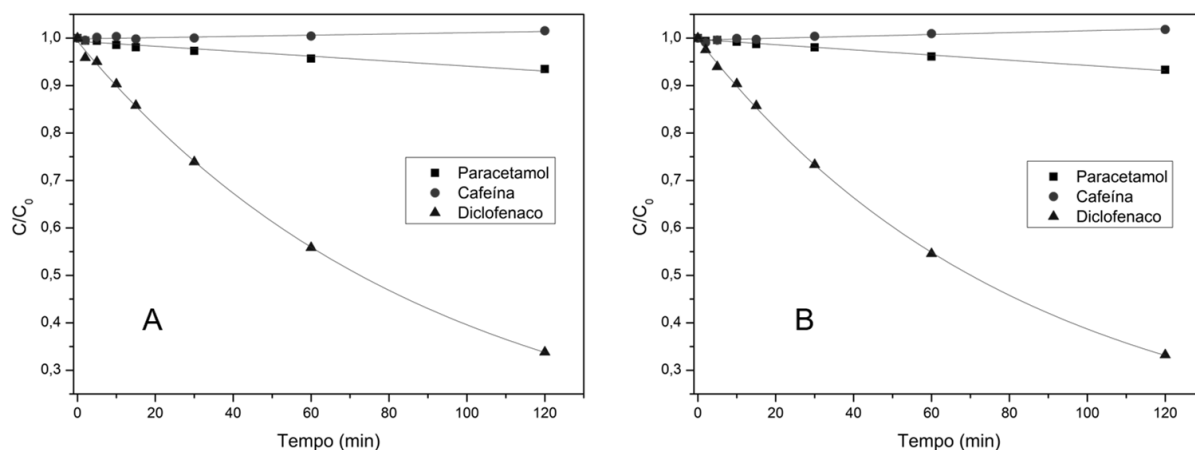 1,0
0,9
0,8
0,7
0,6
0,5
0,4
0,3
C/C0
Paracetamol
Cafeína
Diclofenaco
A
0 20 40 60 80 100 120
Tempo (min)
1,0
0,9
0,8
0,7
0,6
0,5
0,4
0,3
C/C0
Paracetamol
Cafeína
Diclofenaco
B
0 20 40 60 80 100 120
Tempo (min)